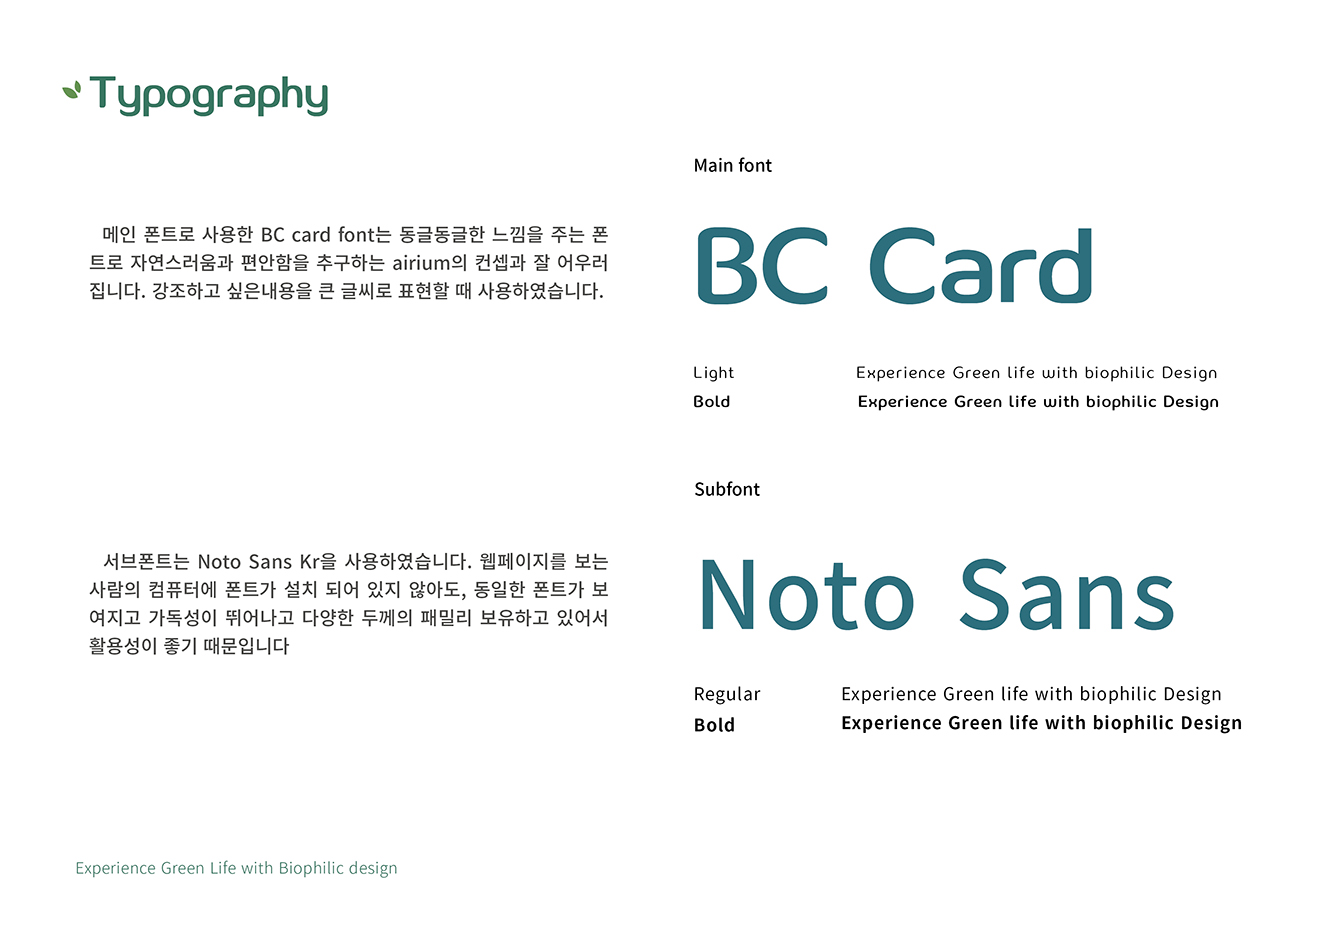 Typography
메인 폰트로 사용한 BC card font는 동글동글한 느낌을 주는 폰
트로 자연스러움과 편안함을 추구하는 airium의 컨셉과 잘 어우러
집니다. 강조하고 싶은내용을 큰 글씨로 표현할 때 사용하였습니다.
서브폰트는 Noto Sans Kr을 사용하였습니다. 웹페이지를 보는
사람의 컴퓨터에 폰트가 설치 되어 있지 않아도, 동일한 폰트가 보
여지고 가독성이 뛰어나고 다양한 두께의 패밀리 보유하고 있어서
활용성이 좋기 때문입니다
Main font
BC Card
Light Experience Green life with biophilic Design
Bold Experience Green life with biophilic Design
Subfont
Noto Sans
Regular Experience Green life with biophilic Design
Bold Experience Green life with biophilic Design
Experience Green Life with Biophilic design